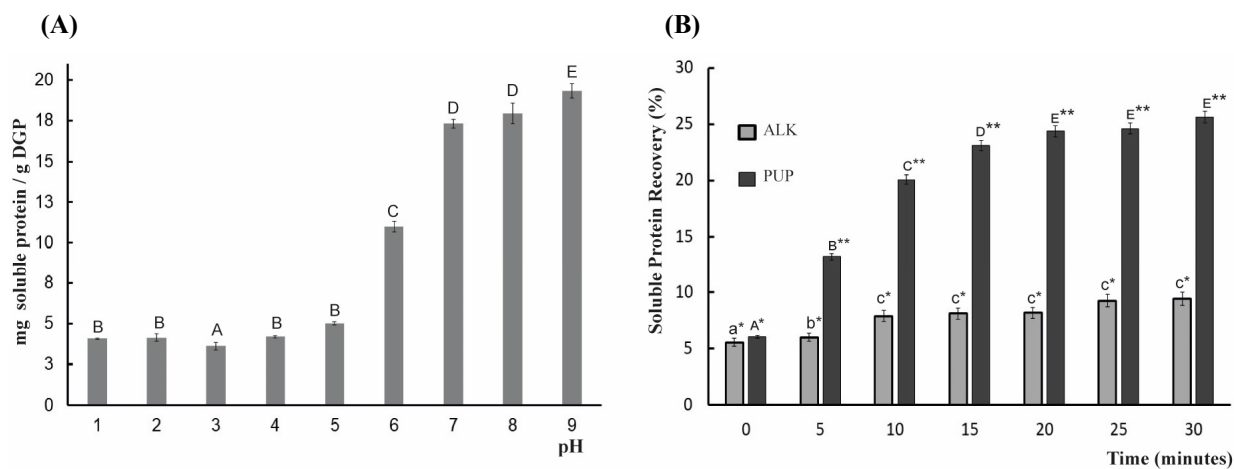 (A)
mg soluble protein / g DGP
20
18
15
13
10
8
5
3
0
B
B
A
B
B
C
D
D
E
1 2 3 4 5 6 7 8 9
pH
(B)
Soluble Protein Recovery (%)
30
25
20
15
10
5
0
ALK
PUP
a* A*
b* B**
c* C**
c* D**
c* E**
c* E**
c* E**
0 5 10 15 20 25 30
Time (minutes)